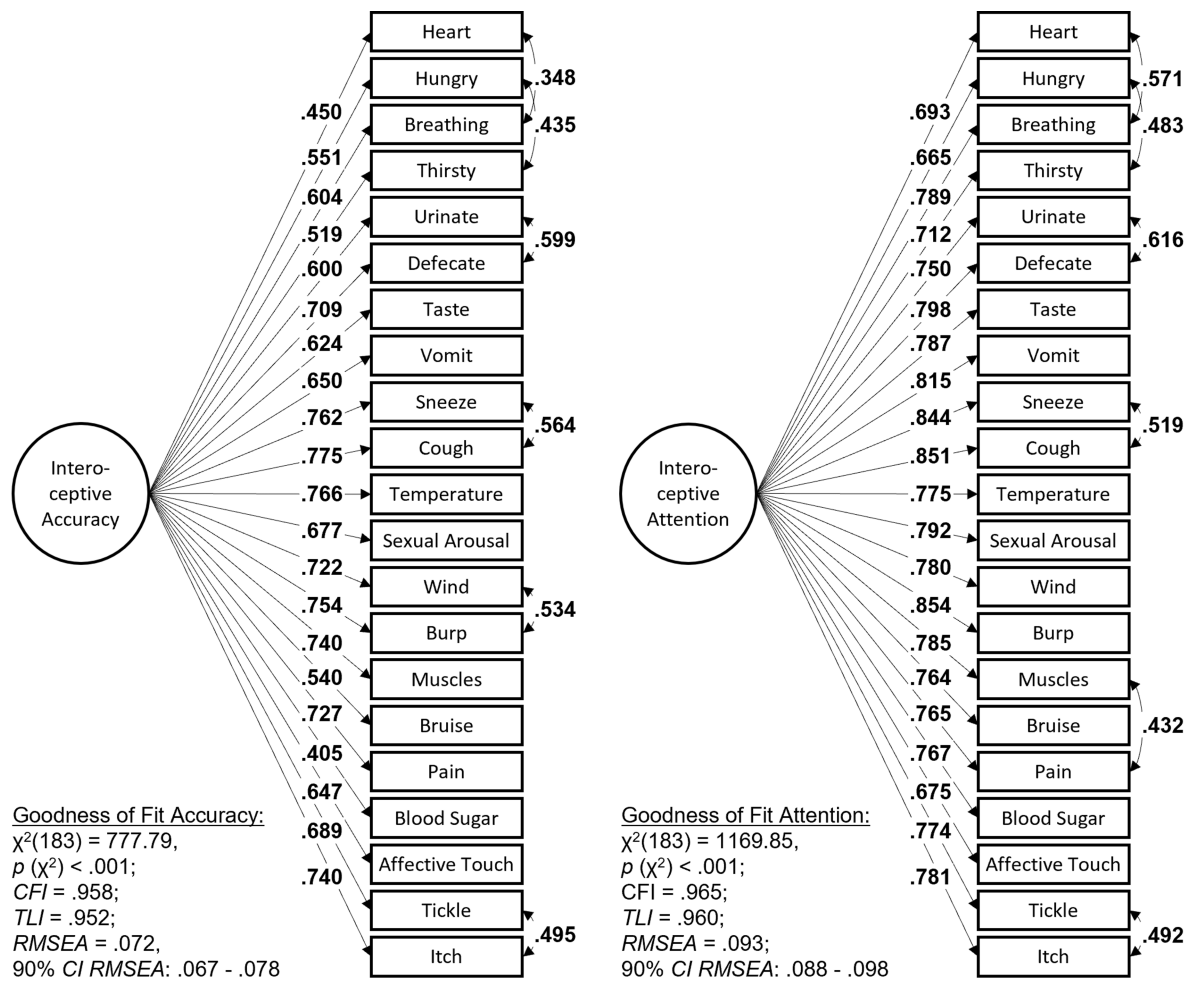 Heart
Hungry
Breathing
Thirsty
Urinate
Defecate
Taste
Vomit
Sneeze
Cough
Temperature
Sexual Arousal
Wind
Burp
Muscles
Bruise
Pain
Blood Sugar
Affective Touch
Tickle
Itch
.450
.551
.604
.519
.600
.709
.624
.650
.762
.775
.766
.677
.722
.754
.740
.540
.727
.405
.647
.689
.740
.348
.435
.599
.564
.534
.495
Intero-
ceptive
Accuracy
Goodness of Fit Accuracy:
χ²(183) = 777.79,
p (χ²) < .001;
CFI = .958;
TLI = .952;
RMSEA = .072,
90% CI RMSEA: .067 - .078
Heart
Hungry
Breathing
Thirsty
Urinate
Defecate
Taste
Vomit
Sneeze
Cough
Temperature
Sexual Arousal
Wind
Burp
Muscles
Bruise
Pain
Blood Sugar
Affective Touch
Tickle
Itch
.693
.665
.789
.712
.750
.798
.787
.815
.844
.851
.775
.792
.780
.854
.785
.764
.765
.767
.675
.774
.781
.571
.483
.616
.519
.432
.492
Intero-
ceptive
Attention
Goodness of Fit Attention:
χ²(183) = 1169.85,
p (χ²) < .001;
CFI = .965;
TLI = .960;
RMSEA = .093;
90% CI RMSEA: .088 - .098